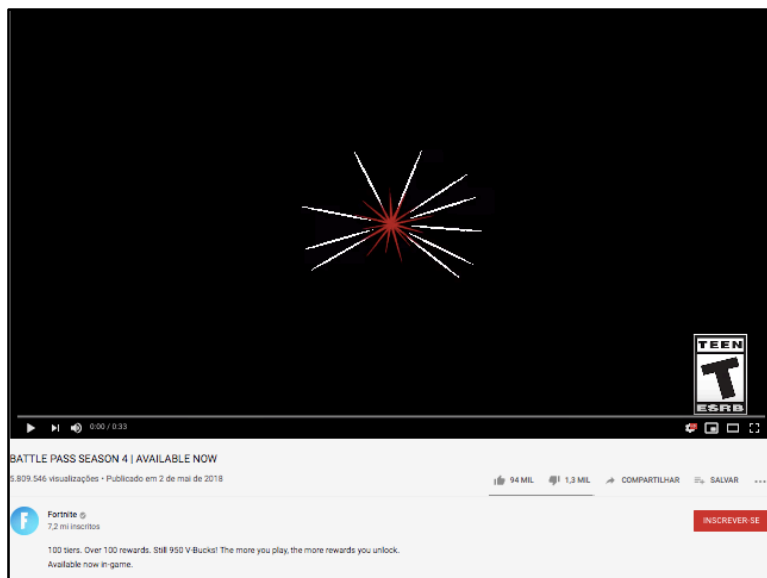 TEEN
T
ESRB
0:00 / 0:33
BATTLE PASS SEASON 4 | AVAILABLE NOW
5.809.546 visualizações • Publicado em 2 de mai de 2018
94 MIL 1,3 MIL COMPARTILHAR SALVAR
F
Fortnite
7,2 mi inscritos
INSCREVER-SE
100 tiers. Over 100 rewards. Still 950 V-Bucks! The more you play, the more rewards you unlock.
Available now in-game.